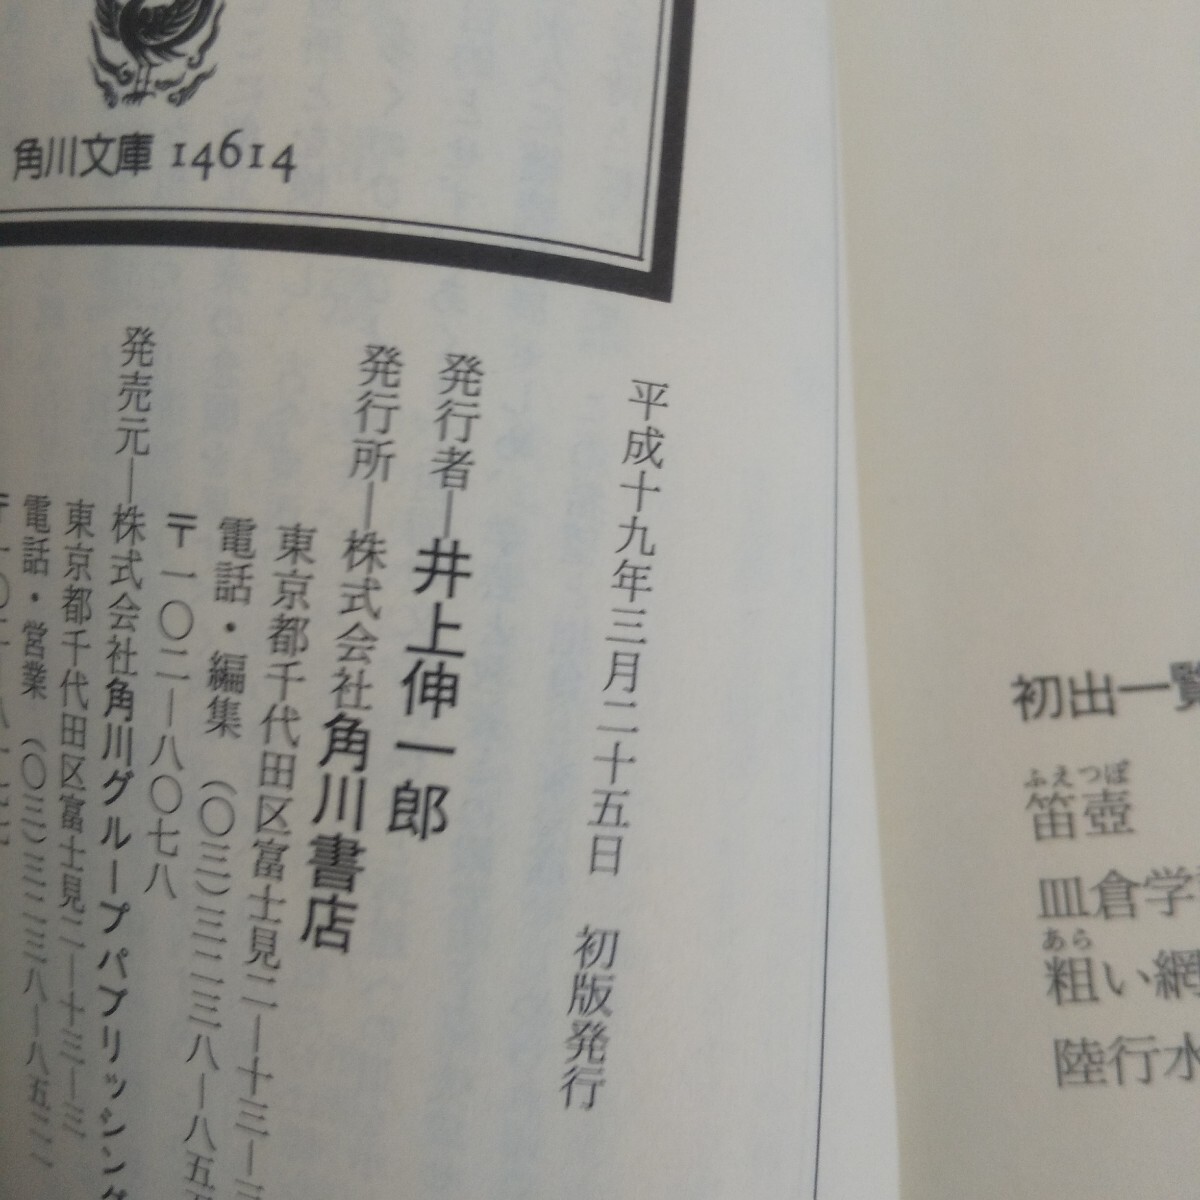 角川文庫 14614
平成十九年三月二十五日　初版発行
発行者―井上伸一郎
発行所―株式会社角川書店
東京都千代田区富士見二―十三―三
電話・編集　(〇三)三二三八―八五
〒一〇二―八〇七八
発売元―株式会社角川グループパブリッシング
東京都千代田区富士見二―十三―三
電話・営業　(〇三)三二三八―八五二一
初出一覧
ふえつぼ
笛壺
皿倉学
あら
粗い網
陸行水